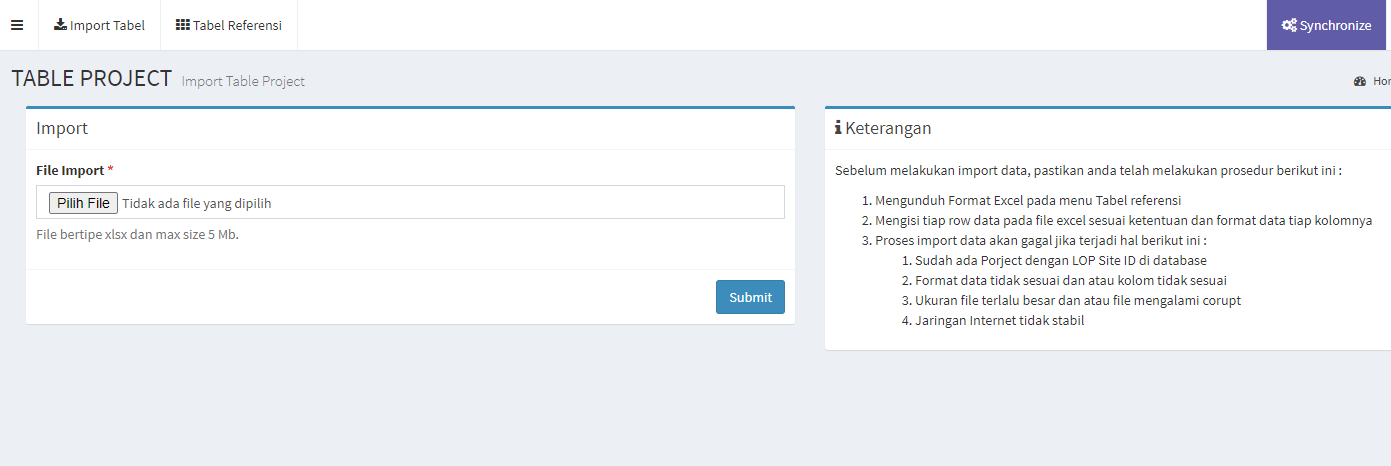 Import Tabel
Tabel Referensi
Synchronize
TABLE PROJECT Import Table Project
Import
File Import *
Pilih File Tidak ada file yang dipilih
File bertipe xlsx dan max size 5 Mb.
Submit
Keterangan
Sebelum melakukan import data, pastikan anda telah melakukan prosedur berikut ini :
1. Mengunduh Format Excel pada menu Tabel referensi
2. Mengisi tiap row data pada file excel sesuai ketentuan dan format data tiap kolomnya
3. Proses import data akan gagal jika terjadi hal berikut ini :
1. Sudah ada Porject dengan LOP Site ID di database
2. Format data tidak sesuai dan atau kolom tidak sesuai
3. Ukuran file terlalu besar dan atau file mengalami corupt
4. Jaringan Internet tidak stabil